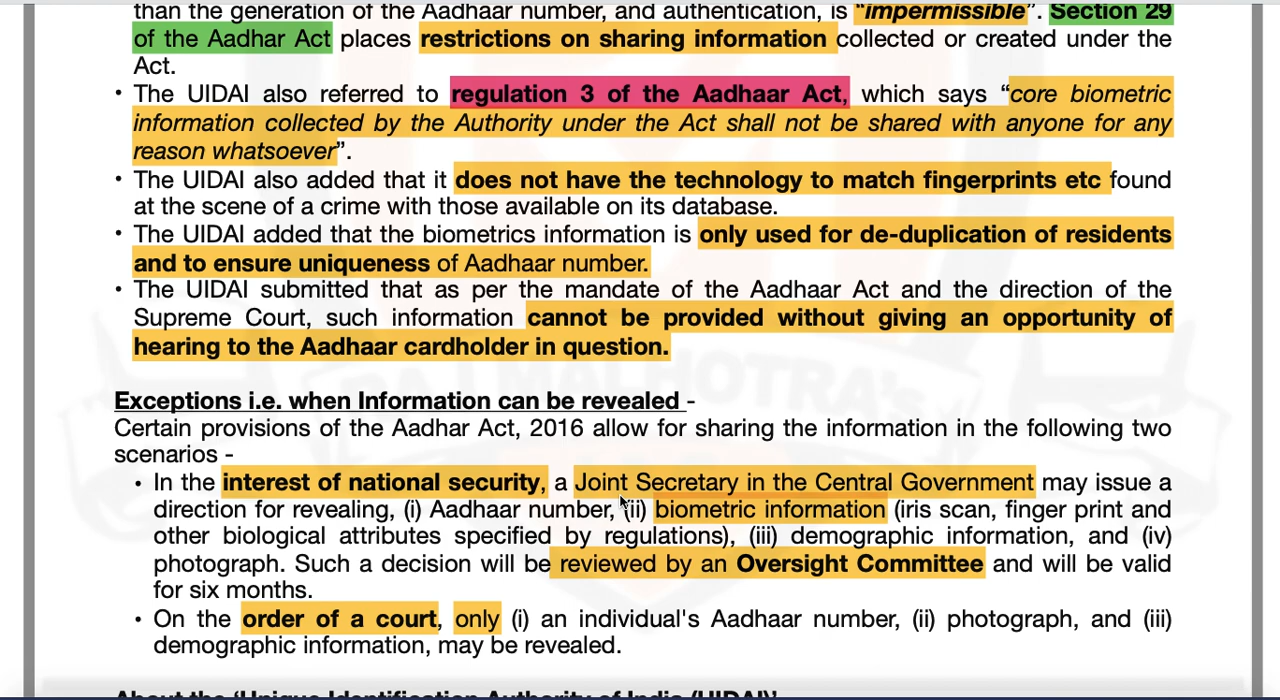 than the generation of the Aadhaar number, and authentication, is “impermissible”. Section 29
of the Aadhar Act places restrictions on sharing information collected or created under the
Act.
• The UIDAI also referred to regulation 3 of the Aadhaar Act, which says “core biometric
information collected by the Authority under the Act shall not be shared with anyone for any
reason whatsoever”.
• The UIDAI also added that it does not have the technology to match fingerprints etc found
at the scene of a crime with those available on its database.
• The UIDAI added that the biometrics information is only used for de-duplication of residents
and to ensure uniqueness of Aadhaar number.
• The UIDAI submitted that as per the mandate of the Aadhaar Act and the direction of the
Supreme Court, such information cannot be provided without giving an opportunity of
hearing to the Aadhaar cardholder in question.
Exceptions i.e. when Information can be revealed -
Certain provisions of the Aadhar Act, 2016 allow for sharing the information in the following two
scenarios -
• In the interest of national security, a Joint Secretary in the Central Government may issue a
direction for revealing, (i) Aadhaar number, (ii) biometric information (iris scan, finger print and
other biological attributes specified by regulations), (iii) demographic information, and (iv)
photograph. Such a decision will be reviewed by an Oversight Committee and will be valid
for six months.
• On the order of a court, only (i) an individual's Aadhaar number, (ii) photograph, and (iii)
demographic information, may be revealed.
About the ‘Unique Identification Authority of India (UIDAI)’
MALHOTRA's